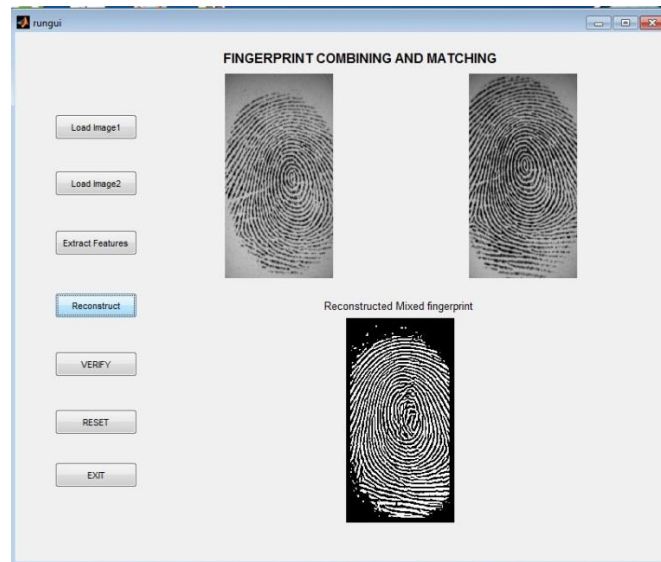 rungui
FINGERPRINT COMBINING AND MATCHING
Load Image1
Load Image2
Extract Features
Reconstruct
Reconstructed Mixed fingerprint
VERIFY
RESET
EXIT